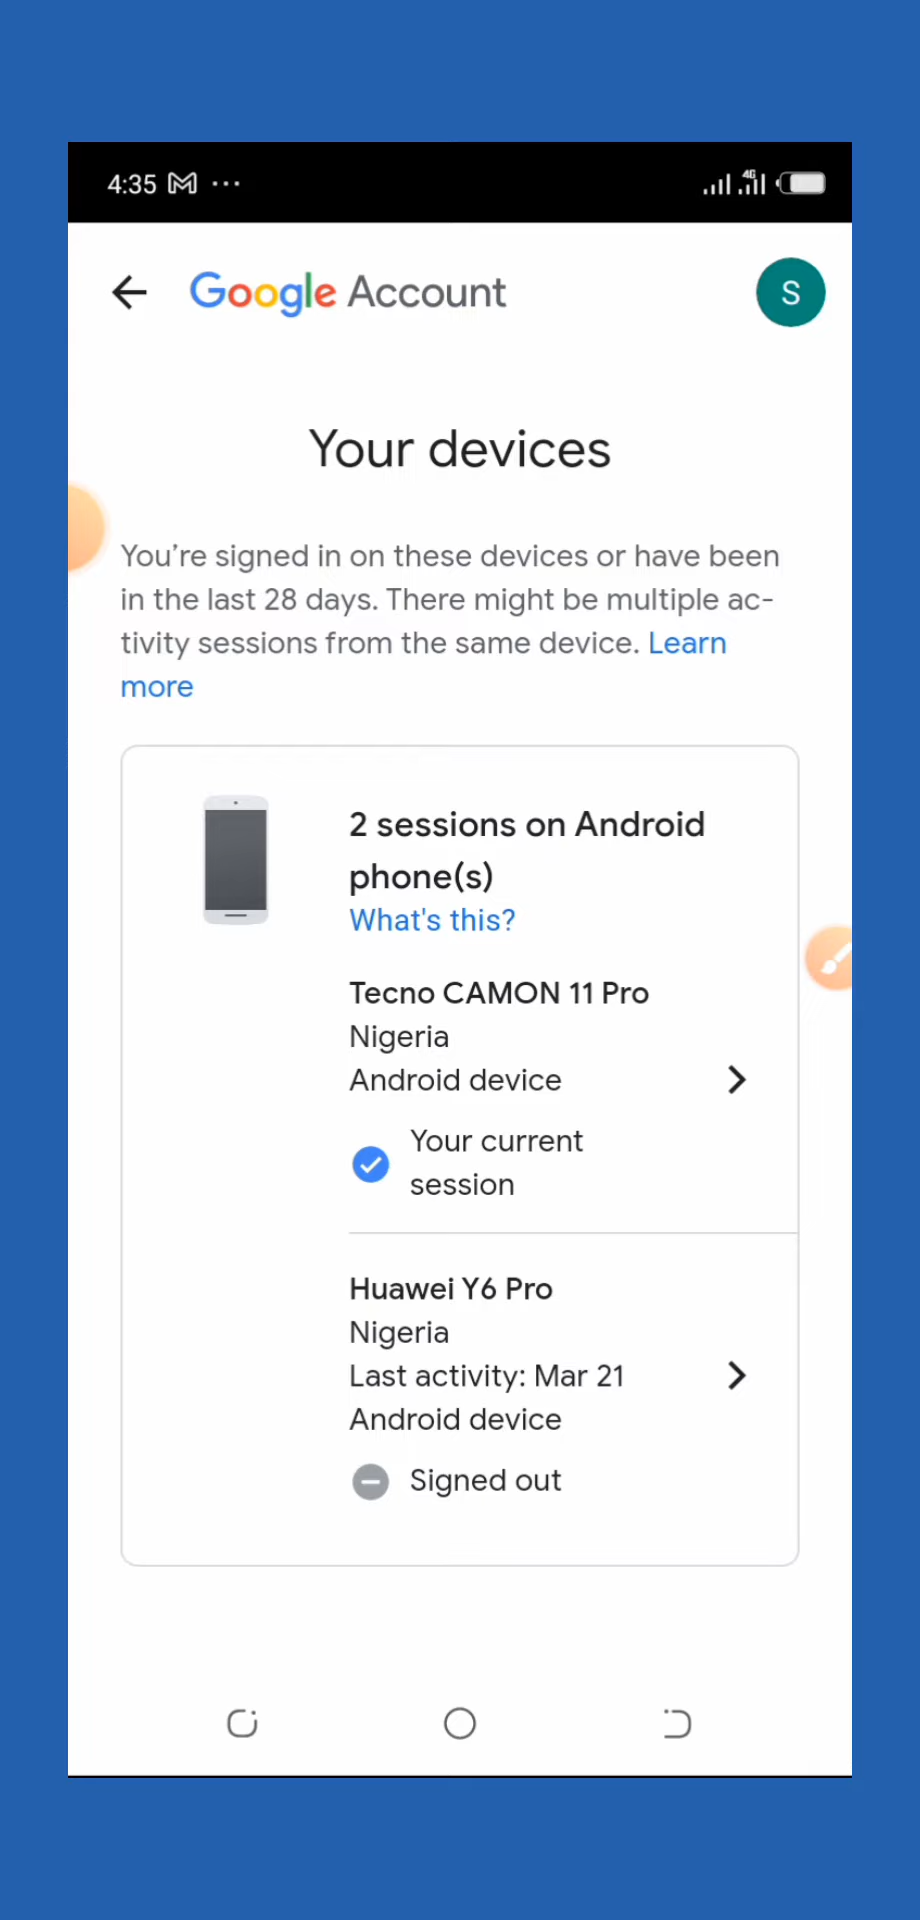 4:35
4G
Google Account
S
Your devices
You’re signed in on these devices or have been
in the last 28 days. There might be multiple ac-
tivity sessions from the same device. Learn
more
2 sessions on Android
phone(s)
What's this?
Tecno CAMON 11 Pro
Nigeria
Android device
Your current
session
Huawei Y6 Pro
Nigeria
Last activity: Mar 21
Android device
Signed out